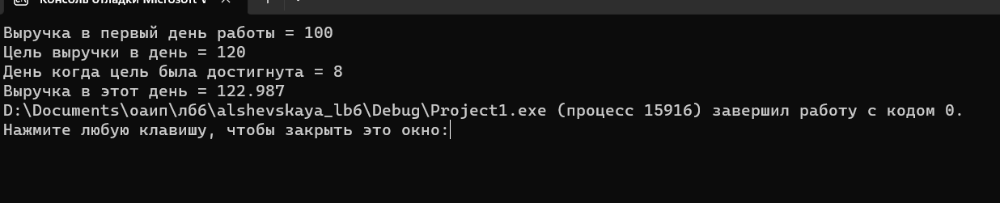 Консоль отладки Microsoft V
Выручка в первый день работы = 100
Цель выручки в день = 120
День когда цель была достигнута = 8
Выручка в этот день = 122.987
D:\Documents\оаип\лб6\alshevskaya_lb6\Debug\Project1.exe (процесс 15916) завершил работу с кодом 0.
Нажмите любую клавишу, чтобы закрыть это окно: